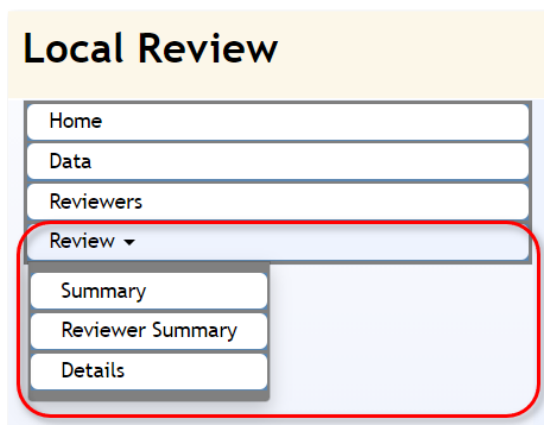 Local Review
Home
Data
Reviewers
Review
Summary
Reviewer Summary
Details